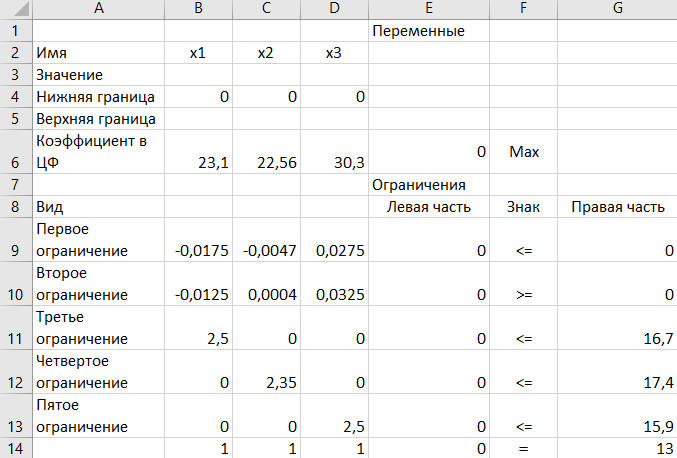 A B C D E F G
1 Переменные
2 Имя x1 x2 x3
3 Значение
4 Нижняя граница 0 0 0
5 Верхняя граница
Коэффициент в
6 ЦФ 23,1 22,56 30,3 0 Max
7 Ограничения
8 Вид Левая часть Знак Правая часть
Первое
9 ограничение -0,0175 -0,0047 0,0275 0 <= 0
Второе
10 ограничение -0,0125 0,0004 0,0325 0 >= 0
Третье
11 ограничение 2,5 0 0 0 <= 16,7
Четвертое
12 ограничение 0 2,35 0 0 <= 17,4
Пятое
13 ограничение 0 0 2,5 0 <= 15,9
14 1 1 1 0 = 13